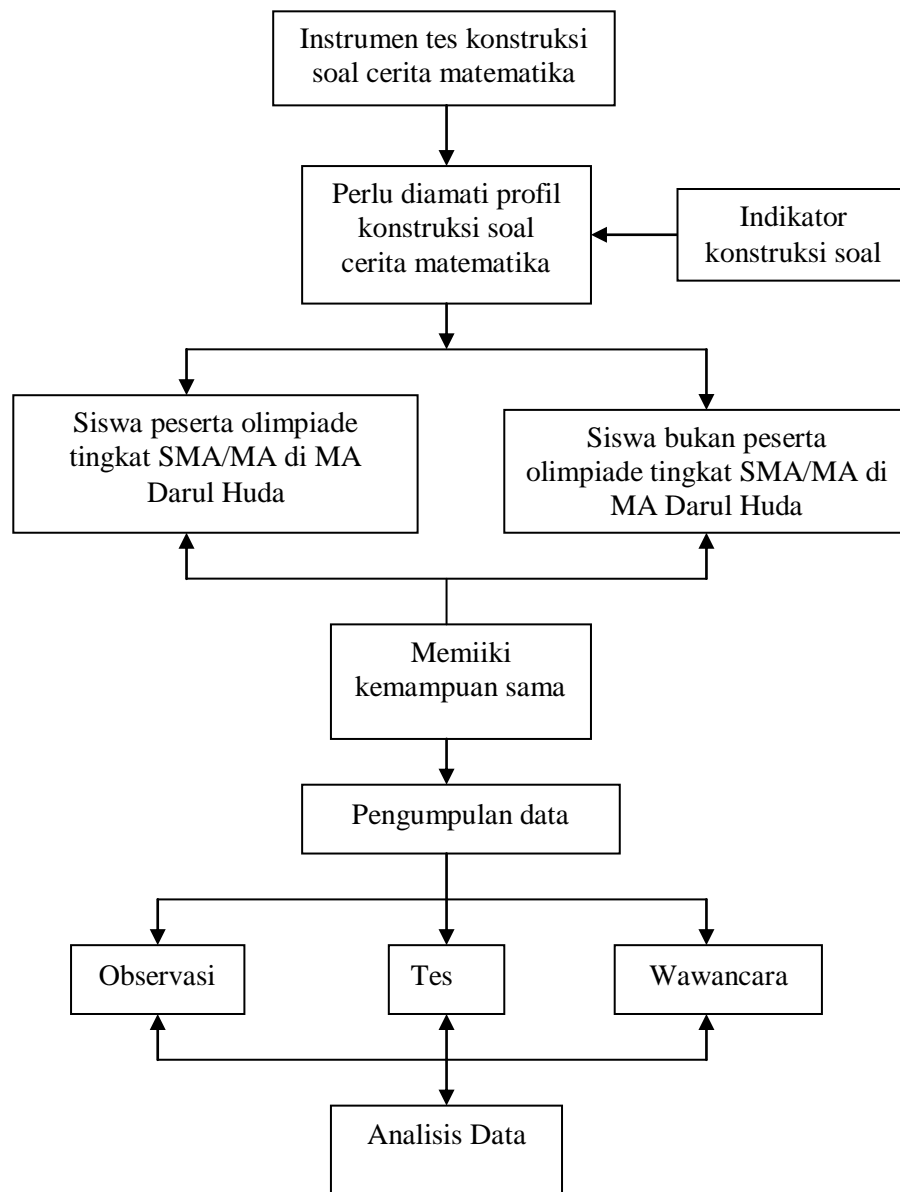 Instrumen tes konstruksi
soal cerita matematika
Perlu diamati profil
konstruksi soal
cerita matematika
Indikator
konstruksi soal
Siswa peserta olimpiade
tingkat SMA/MA di MA
Darul Huda
Siswa bukan peserta
olimpiade tingkat SMA/MA di
MA Darul Huda
Memiiki
kemampuan sama
Pengumpulan data
Observasi
Tes
Wawancara
Analisis Data